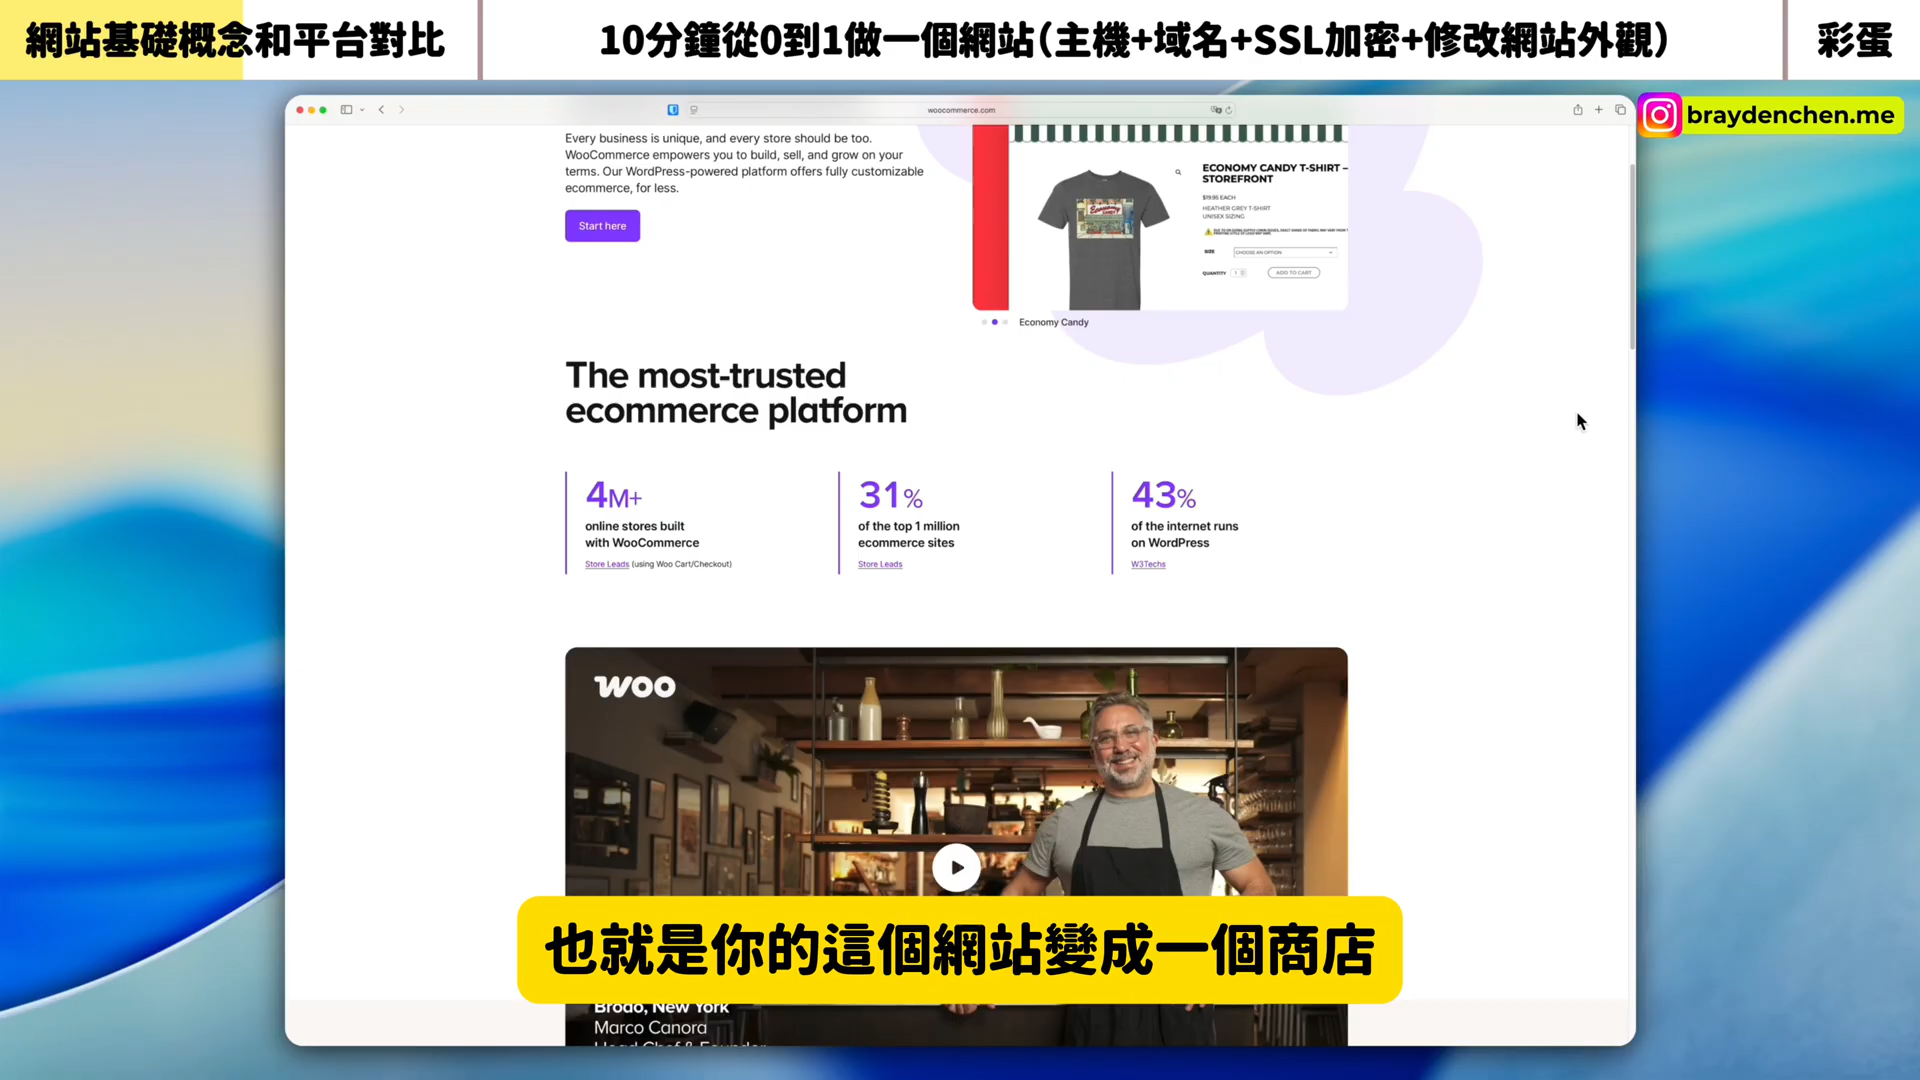 網站基礎概念和平台對比
10分鐘從0到1做一個網站(主機+域名+SSL加密+修改網站外觀)
彩蛋
braydenchen.me
woocommerce.com
Every business is unique, and every store should be too.
WooCommerce empowers you to build, sell, and grow on your
terms. Our WordPress-powered platform offers fully customizable
ecommerce, for less.
Start here
ECONOMY CANDY T-SHIRT –
STOREFRONT
$19.95 EACH
HEATHER GREY T-SHIRT
UNISEX SIZING
SIZE
CHOOSE AN OPTION
QUANTITY
1
ADD TO CART
Economy Candy
The most-trusted
ecommerce platform
4M+
online stores built
with WooCommerce
Store Leads (using Woo Cart/Checkout)
31%
of the top 1 million
ecommerce sites
Store Leads
43%
of the internet runs
on WordPress
W3Techs
WOO
也就是你的這個網站變成一個商店
Brodo, New York
Marco Canora
Head Chef & Founder